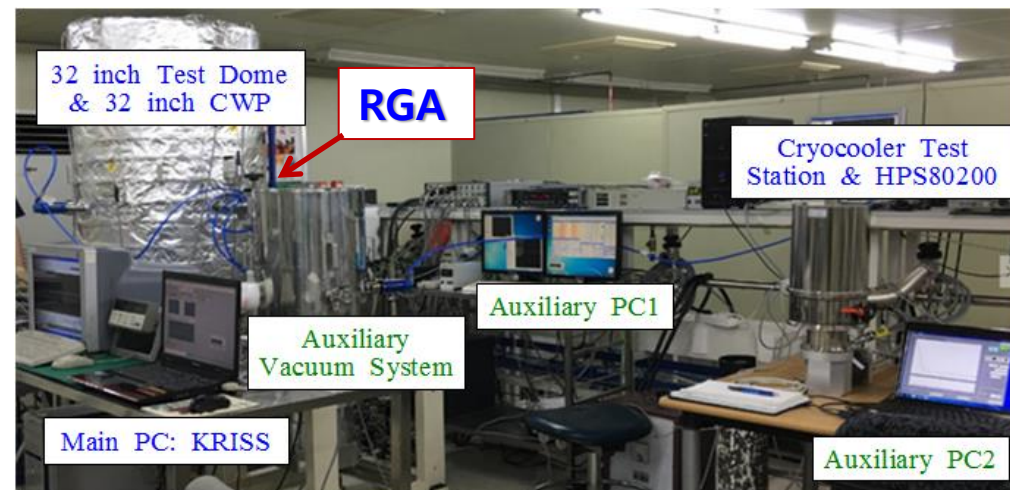 32 inch Test Dome
& 32 inch CWP
RGA
Cryocooler Test
Station & HPS80200
Auxiliary PC1
Auxiliary
Vacuum System
Main PC: KRISS
Auxiliary PC2